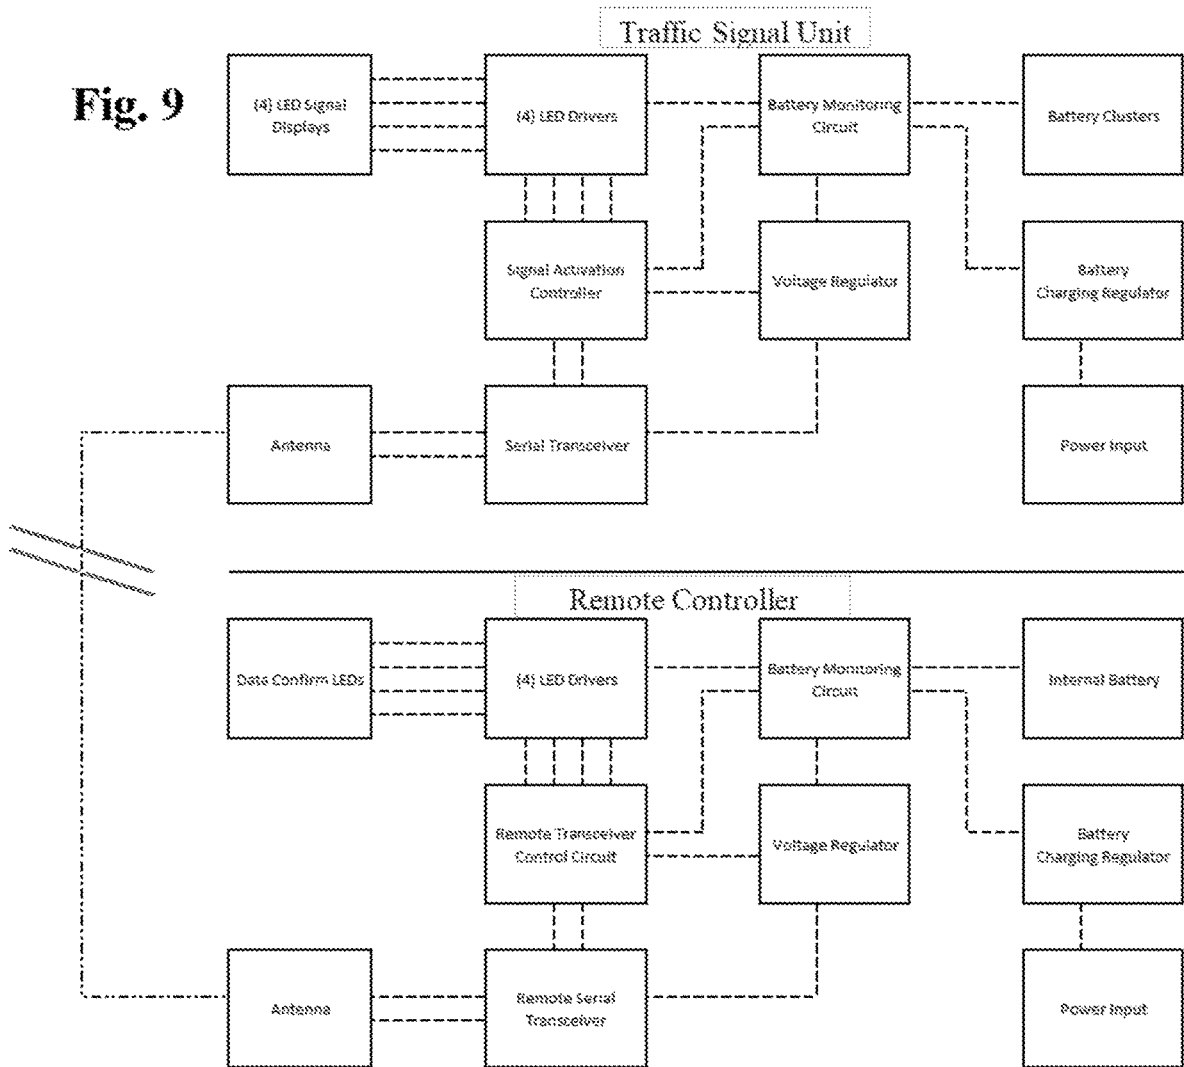 Traffic Signal Unit
Fig. 9
(4) LED Signal
Displays
(4) LED Drivers
Battery Monitoring
Circuit
Battery Clusters
Signal Activation
Controller
Voltage Regulator
Battery
Charging Regulator
Antenna
Serial Transceiver
Power Input
Remote Controller
Data Confirm LEDs
(4) LED Drivers
Battery Monitoring
Circuit
Internal Battery
Remote Transceiver
Control Circuit
Voltage Regulator
Battery
Charging Regulator
Antenna
Remote Serial
Transceiver
Power Input